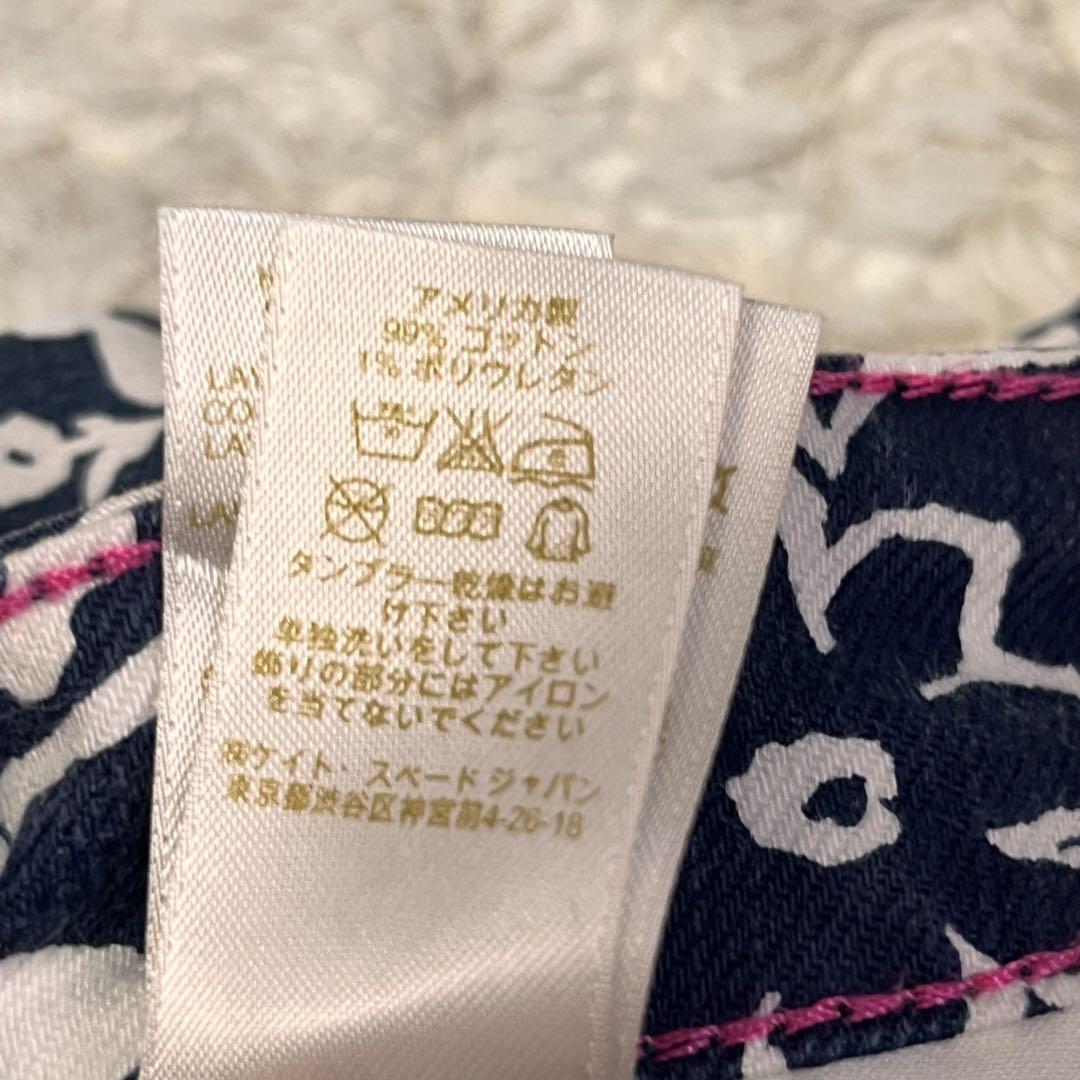 アメリカ製
99% コットン
1% ポリウレタン
タンブラー乾燥はお避
け下さい
単独洗いをして下さい
飾りの部分にはアイロン
を当てないでください
㈱ケイト・スペードジャパン
東京都渋谷区神宮前4-26-18